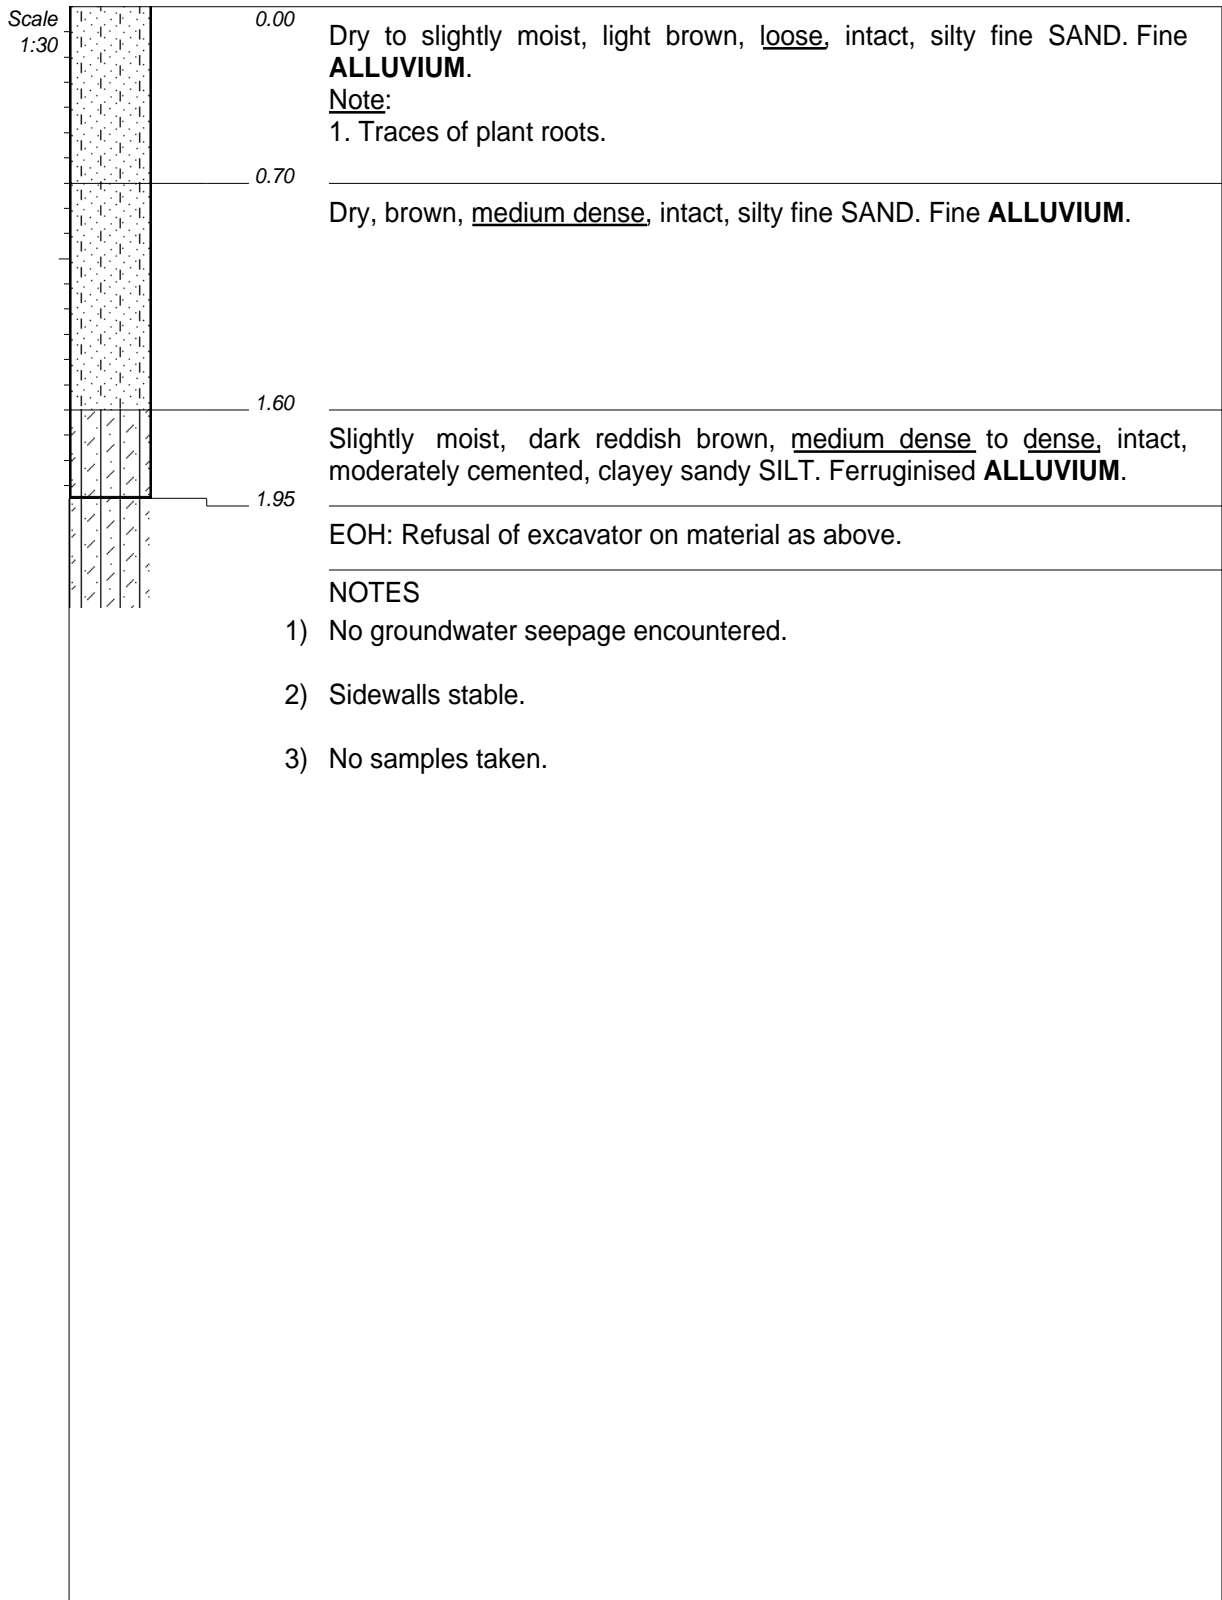 Scale
1:30
0.00
Dry to slightly moist, light brown, loose, intact, silty fine SAND. Fine
ALLUVIUM.
Note:
1. Traces of plant roots.
0.70
Dry, brown, medium dense, intact, silty fine SAND. Fine ALLUVIUM.
1.60
Slightly moist, dark reddish brown, medium dense to dense, intact,
moderately cemented, clayey sandy SILT. Ferruginised ALLUVIUM.
1.95
EOH: Refusal of excavator on material as above.
NOTES
1) No groundwater seepage encountered.
2) Sidewalls stable.
3) No samples taken.